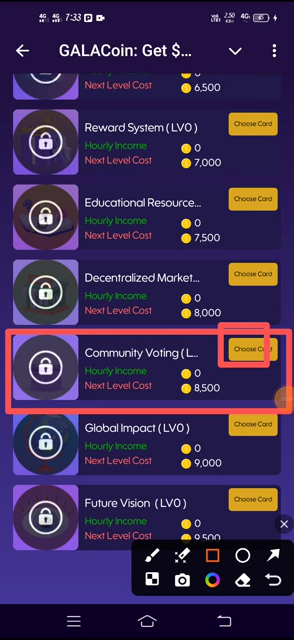 7:33
2.50
4G
GALACoin: Get $...
0
Next Level Cost 6,500
Reward System ( LV0 ) Choose Card
Hourly Income 0
Next Level Cost 7,000
Educational Resource... Choose Card
Hourly Income 0
Next Level Cost 7,500
Decentralized Market... Choose Card
Hourly Income 0
Next Level Cost 8,000
Community Voting ( L... Choose Card
Hourly Income 0
Next Level Cost 8,500
Global Impact ( LV0 ) Choose Card
Hourly Income 0
Next Level Cost 9,000
Future Vision ( LV0 ) Choose Card
Hourly Income 0
Next Level Cost 9,500